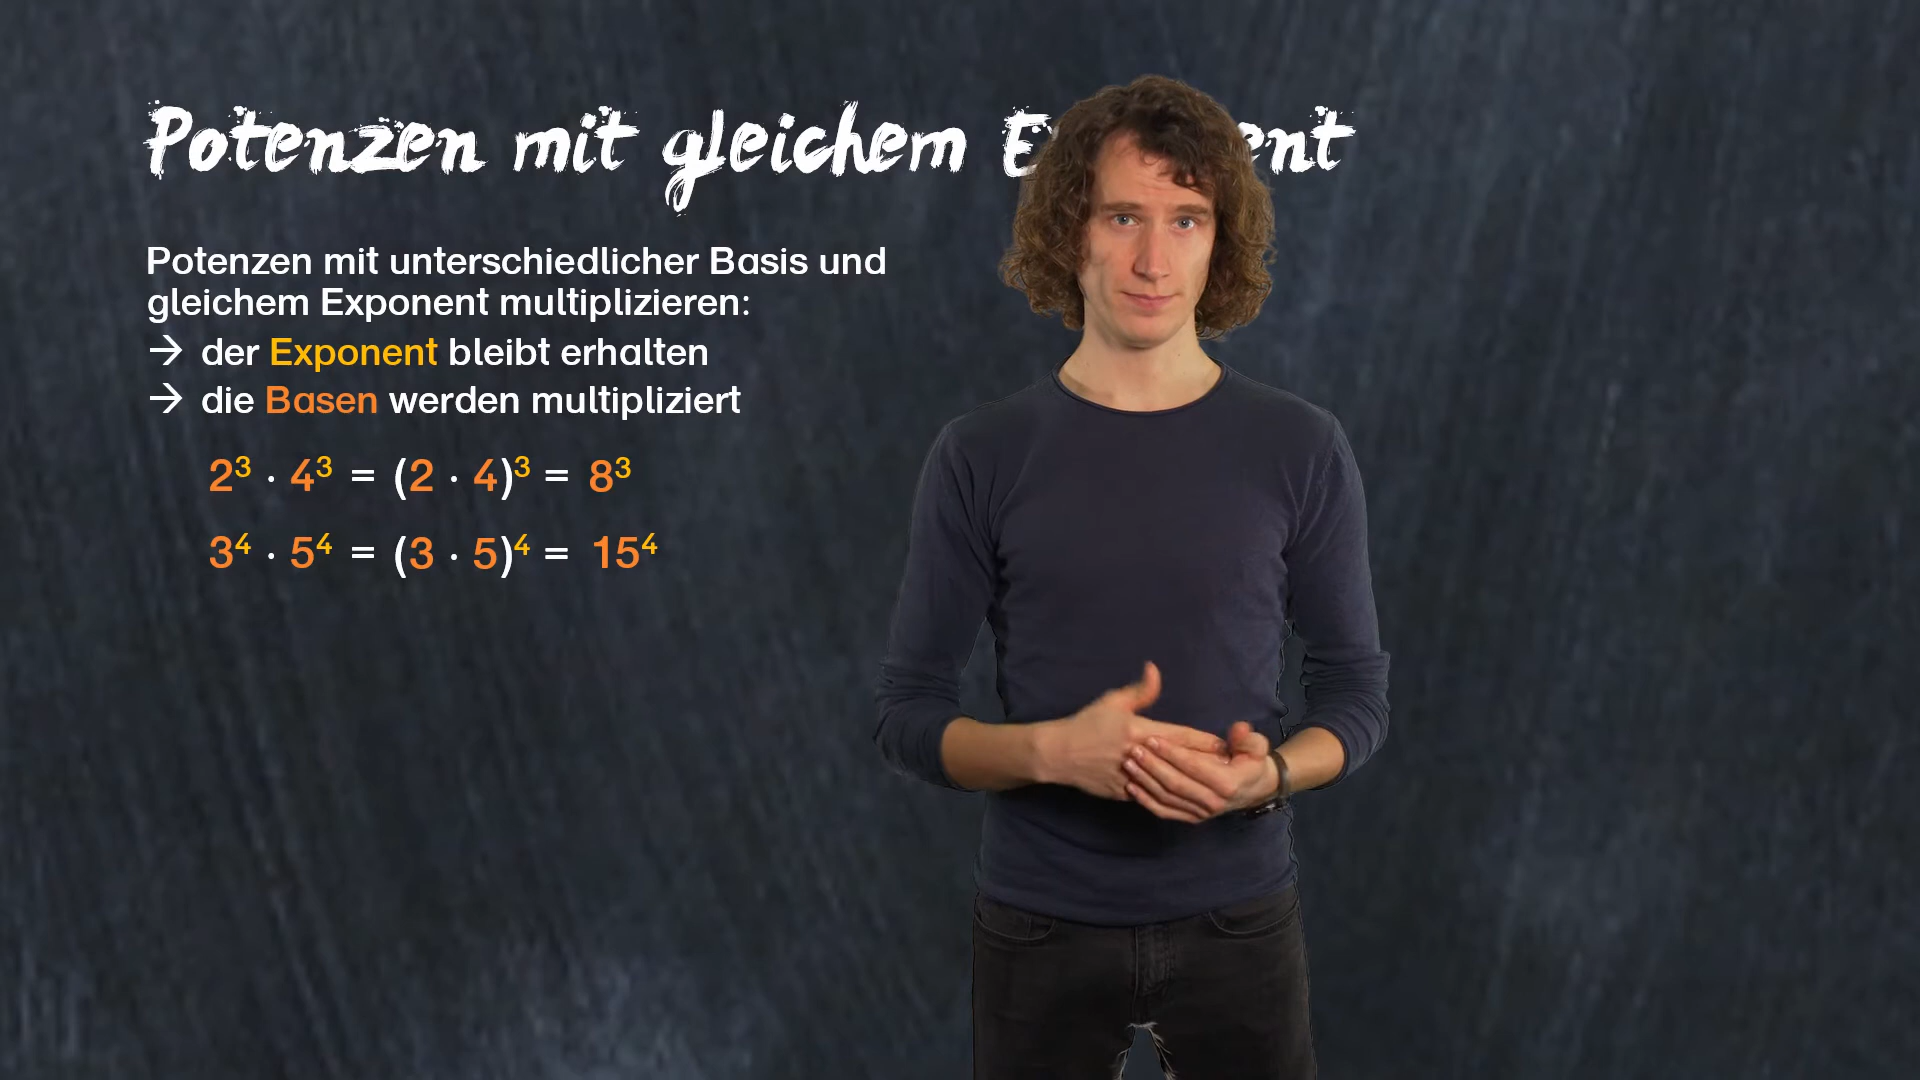 Potenzen mit gleichem
Potenzen mit unterschiedlicher Basis und
gleichem Exponent multiplizieren:
→ der Exponent bleibt erhalten
→ die Basen werden multipliziert
2³ · 4³ = (2 · 4)³ = 8³
3⁴ · 5⁴ = (3 · 5)⁴ = 15⁴